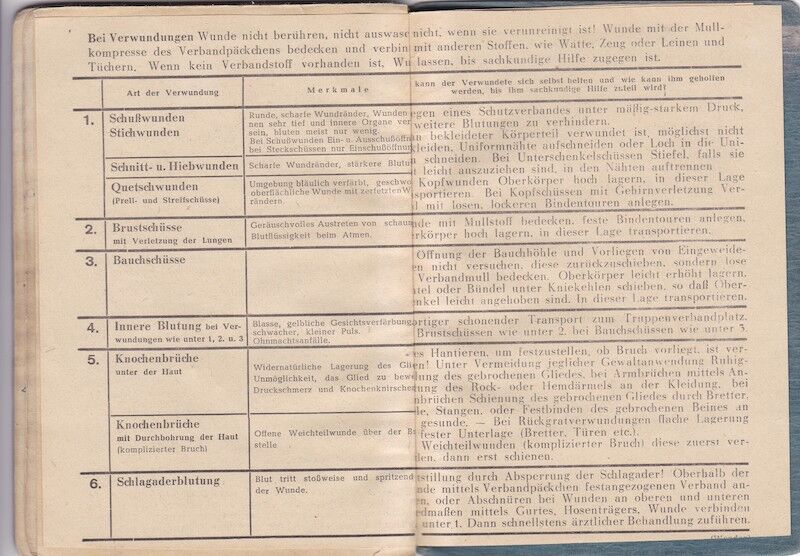 Bei Verwundungen Wunde nicht berühren, nicht auswasc nicht, wenn sie verunreinigt ist! Wunde mit der Mull-
kompresse des Verbandpäckchens bedecken und verbin mit anderen Stoffen, wie Watte, Zeug oder Leinen und
Tüchern. Wenn kein Verbandstoff vorhanden ist, Wu lassen, bis sachkundige Hilfe zugegen ist.
Art der Verwundung
Merkmale
kann der Verwundete sich selbst helfen und wie kann ihm geholfen
werden, bis ihm sachkundige Hilfe zuteil wird?
1.
Schußwunden
Stichwunden
Runde, scharfe Wundränder, Wunden
nen sehr tief und innere Organe ver
sein, bluten meist nur wenig.
Bei Schußwunden Ein- u. Ausschußöffn
bei Steckschüssen nur Einschußöffnung
Schnitt- u. Hiebwunden
Scharfe Wundränder, stärkere Blutu
Quetschwunden
(Prell- und Streifschüsse)
Umgebung bläulich verfärbt, geschwo
oberflächliche Wunde mit zerfetzten W
rändern.
egen eines Schutzverbandes unter mäßig-starkem Druck,
weitere Blutungen zu verhindern.
n bekleideter Körperteil verwundet ist, möglichst nicht
kleiden, Uniformnähte aufschneiden oder Loch in die Uni-
schneiden. Bei Unterschenkelschüssen Stiefel, falls sie
t leicht auszuziehen sind, in den Nähten auftrennen.
Kopfwunden Oberkörper hoch lagern, in dieser Lage
sportieren. Bei Kopfschüssen mit Gehirnverletzung Ver-
l mit losen, lockeren Bindentouren anlegen.
2.
Brustschüsse
mit Verletzung der Lungen
Geräuschvolles Austreten von schaum
Blutflüssigkeit beim Atmen.
nde mit Mullstoff bedecken, feste Bindentouren anlegen,
rkörper hoch lagern, in dieser Lage transportieren.
3.
Bauchschüsse
Öffnung der Bauchhöhle und Vorliegen von Eingeweide-
en nicht versuchen, diese zurückzuschieben, sondern lose
Verbandmull bedecken. Oberkörper leicht erhöht lagern,
tel oder Bündel unter Kniekehlen schieben, so daß Ober-
nkel leicht angehoben sind. In dieser Lage transportieren.
4.
Innere Blutung bei Ver-
wundungen wie unter 1, 2. u. 3
Blasse, gelbliche Gesichtsverfärbung
schwacher, kleiner Puls.
Ohnmachtsanfälle.
ortiger schonender Transport zum Truppenverbandplatz.
Brustschüssen wie unter 2, bei Bauchschüssen wie unter 3.
5.
Knochenbrüche
unter der Haut
Widernatürliche Lagerung des Gli
Unmöglichkeit, das Glied zu bewe
Druckschmerz und Knochenknirsche
Knochenbrüche
mit Durchbohrung der Haut
(komplizierter Bruch)
Offene Weichteilwunde über der B
stelle
es Hantieren, um festzustellen, ob Bruch vorliegt, ist ver-
en! Unter Vermeidung jeglicher Gewaltanwendung Ruhig-
ung des gebrochenen Gliedes, bei Armbrüchen mittels An-
dung des Rock- oder Hemdärmels an der Kleidung, bei
brüchen Schienung des gebrochenen Gliedes durch Bretter,
le, Stangen, oder Festbinden des gebrochenen Beines an
gesunde. — Bei Rückgratverwundungen flache Lagerung
fester Unterlage (Bretter, Türen etc.).
Weichteilwunden (komplizierter Bruch) diese zuerst ver-
den, dann erst schienen.
6.
Schlagaderblutung
Blut tritt stoßweise und spritzend
der Wunde.
tstillung durch Absperrung der Schlagader! Oberhalb der
nde mittels Verbandpäckchen festangezogenen Verband an-
en, oder Abschnüren bei Wunden an oberen und unteren
edmaßen mittels Gurtes, Hosenträgers, Wunde verbinden
unter 1. Dann schnellstens ärztlicher Behandlung zuführen.